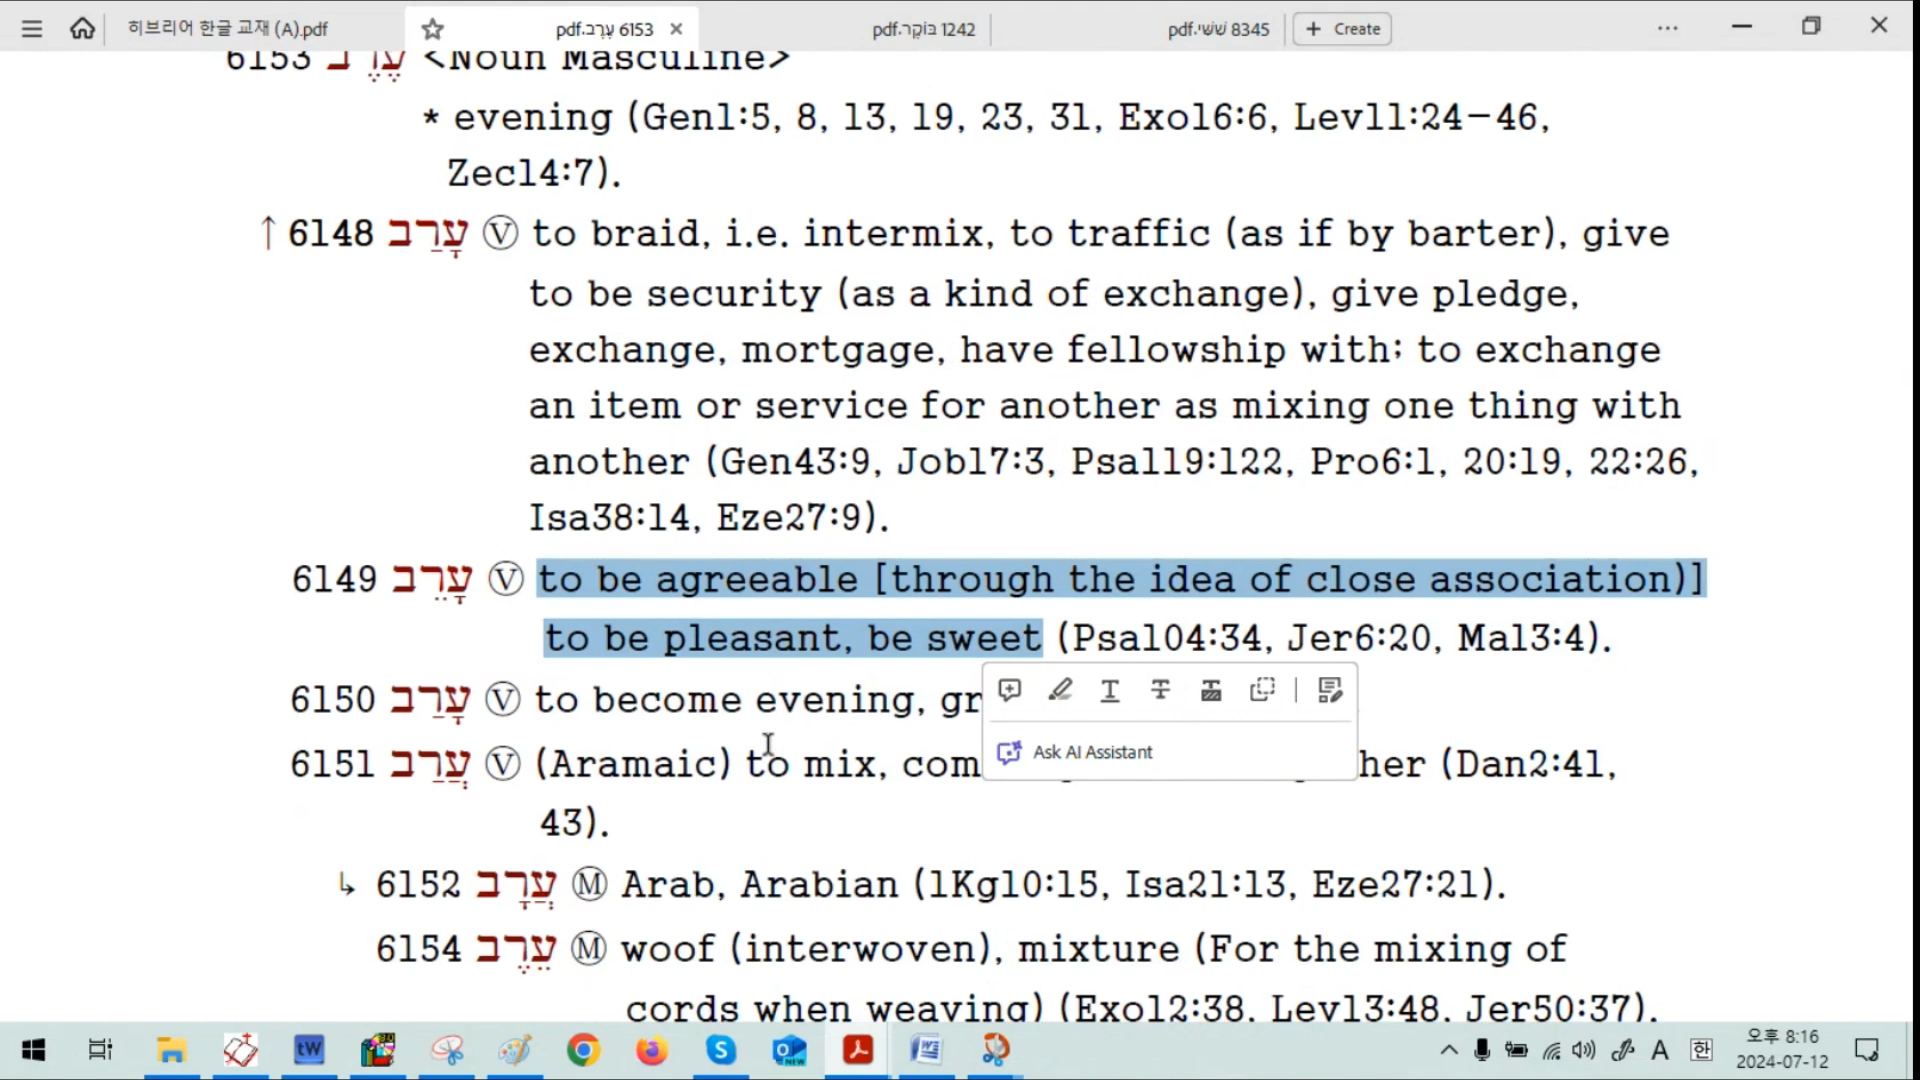 히브리어 한글 교재 (A).pdf
6153 עֶרֶב.pdf
1242 בּוֹקֶר.pdf
8345 שִׁשִּׁי.pdf
Create
6153 עֶרֶב <Noun Masculine>
* evening (Gen1:5, 8, 13, 19, 23, 31, Exo16:6, Lev11:24-46,
Zec14:7).
↑ 6148 עָרַב Ⓥ to braid, i.e. intermix, to traffic (as if by barter), give
to be security (as a kind of exchange), give pledge,
exchange, mortgage, have fellowship with; to exchange
an item or service for another as mixing one thing with
another (Gen43:9, Job17:3, Psa119:122, Pro6:1, 20:19, 22:26,
Isa38:14, Eze27:9).
6149 עָרֵב Ⓥ to be agreeable [through the idea of close association)]
to be pleasant, be sweet (Psa104:34, Jer6:20, Mal3:4).
6150 עָרַב Ⓥ to become evening, gr
6151 עֲרַב Ⓥ (Aramaic) to mix, com
her (Dan2:41,
Ask AI Assistant
43).
↳ 6152 עֲרָב Ⓜ Arab, Arabian (1Kg10:15, Isa21:13, Eze27:21).
6154 עֵרֶב Ⓜ woof (interwoven), mixture (For the mixing of
cords when weaving) (Exo12:38, Lev13:48, Jer50:37).
오후 8:16
2024-07-12
tW
NEW
A
한